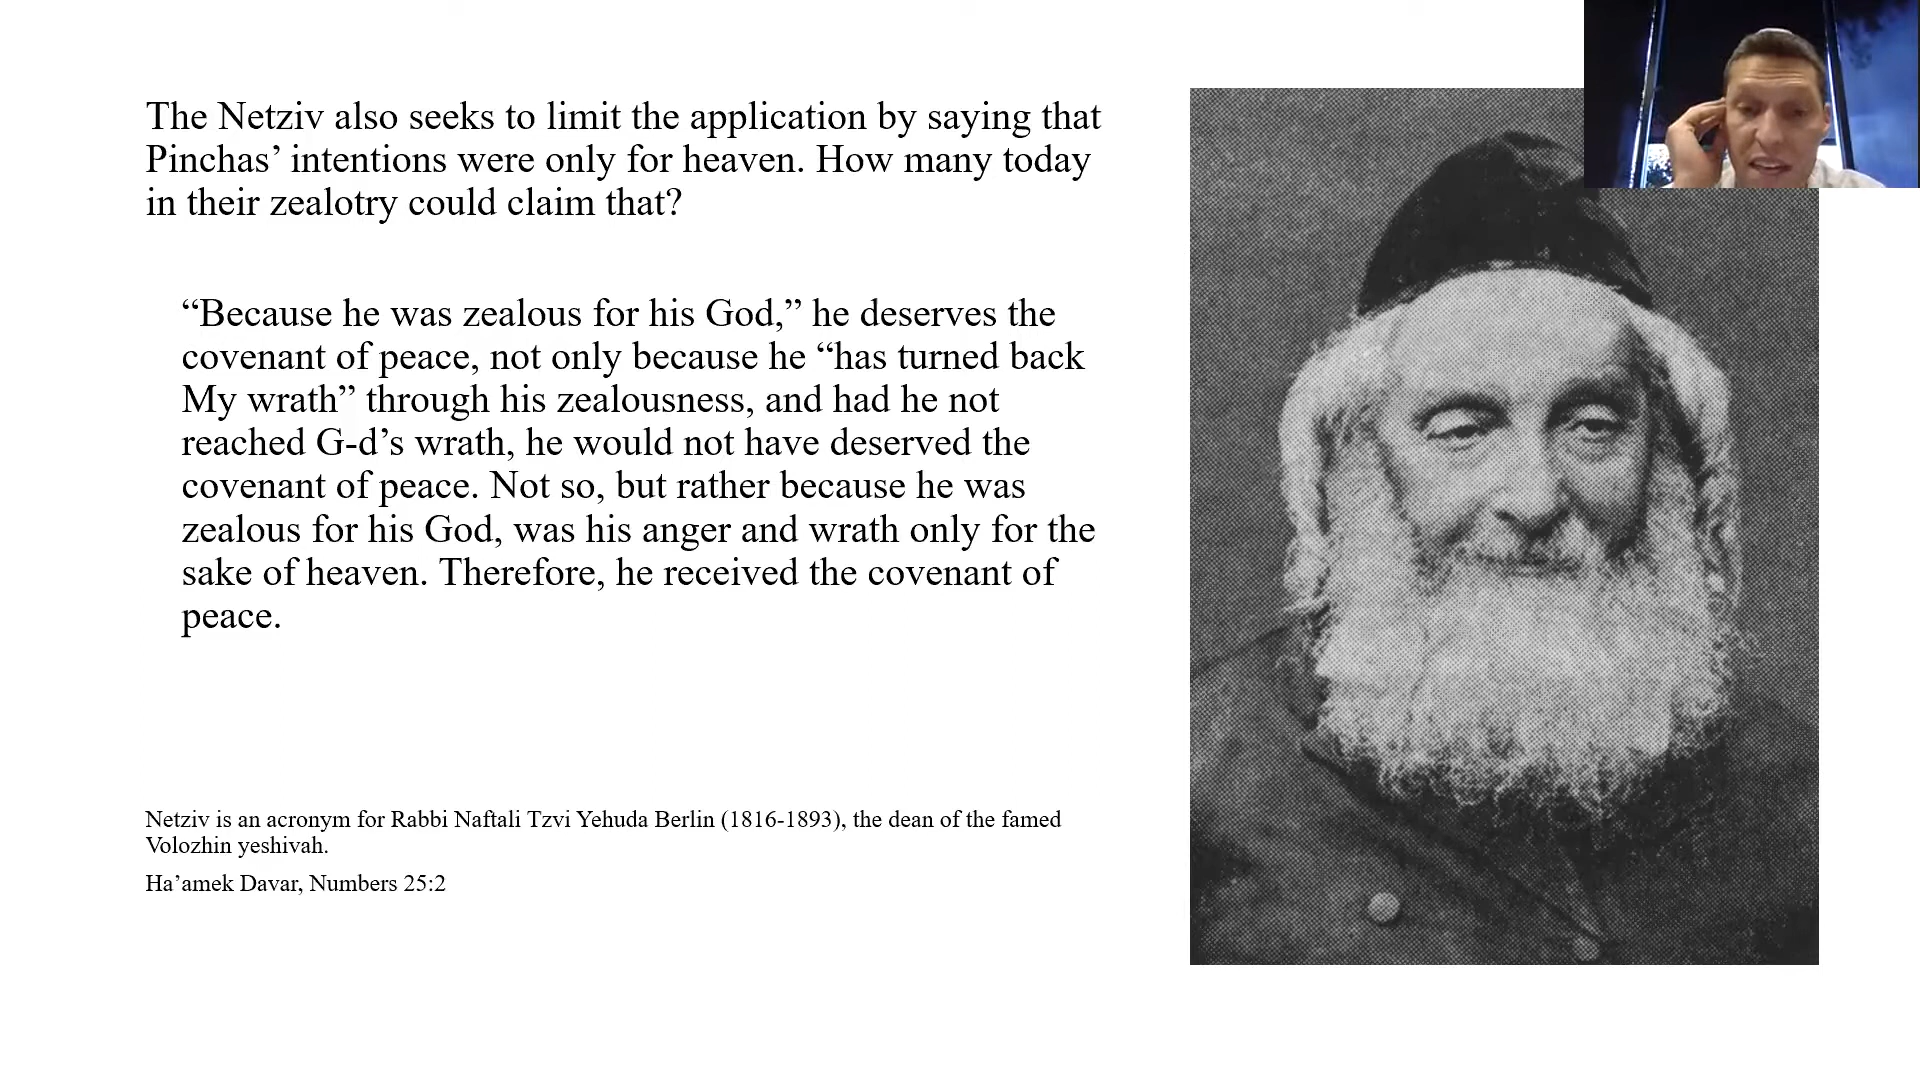 The Netziv also seeks to limit the application by saying that
Pinchas’ intentions were only for heaven. How many today
in their zealotry could claim that?
“Because he was zealous for his God,” he deserves the
covenant of peace, not only because he “has turned back
My wrath” through his zealousness, and had he not
reached G-d’s wrath, he would not have deserved the
covenant of peace. Not so, but rather because he was
zealous for his God, was his anger and wrath only for the
sake of heaven. Therefore, he received the covenant of
peace.
Netziv is an acronym for Rabbi Naftali Tzvi Yehuda Berlin (1816-1893), the dean of the famed
Volozhin yeshivah.
Ha’amek Davar, Numbers 25:2